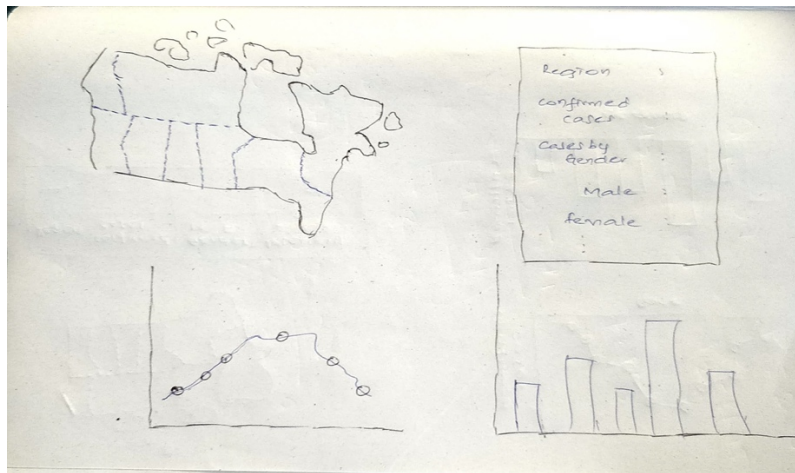 Region :
Confirmed
cases :
Cases by
Gender :
Male :
female
: